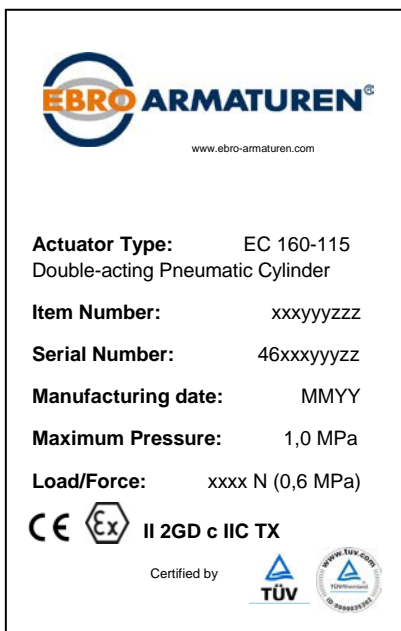 EBRO ARMATUREN®
www.ebro-armaturen.com
Actuator Type: EC 160-115
Double-acting Pneumatic Cylinder
Item Number: xxxyyyzzz
Serial Number: 46xxxyyyzz
Manufacturing date: MMYY
Maximum Pressure: 1,0 MPa
Load/Force: xxxx N (0,6 MPa)
CE Ex II 2GD c IIC TX
Certified by
TÜV
www.tuv.com
TÜVRheinland